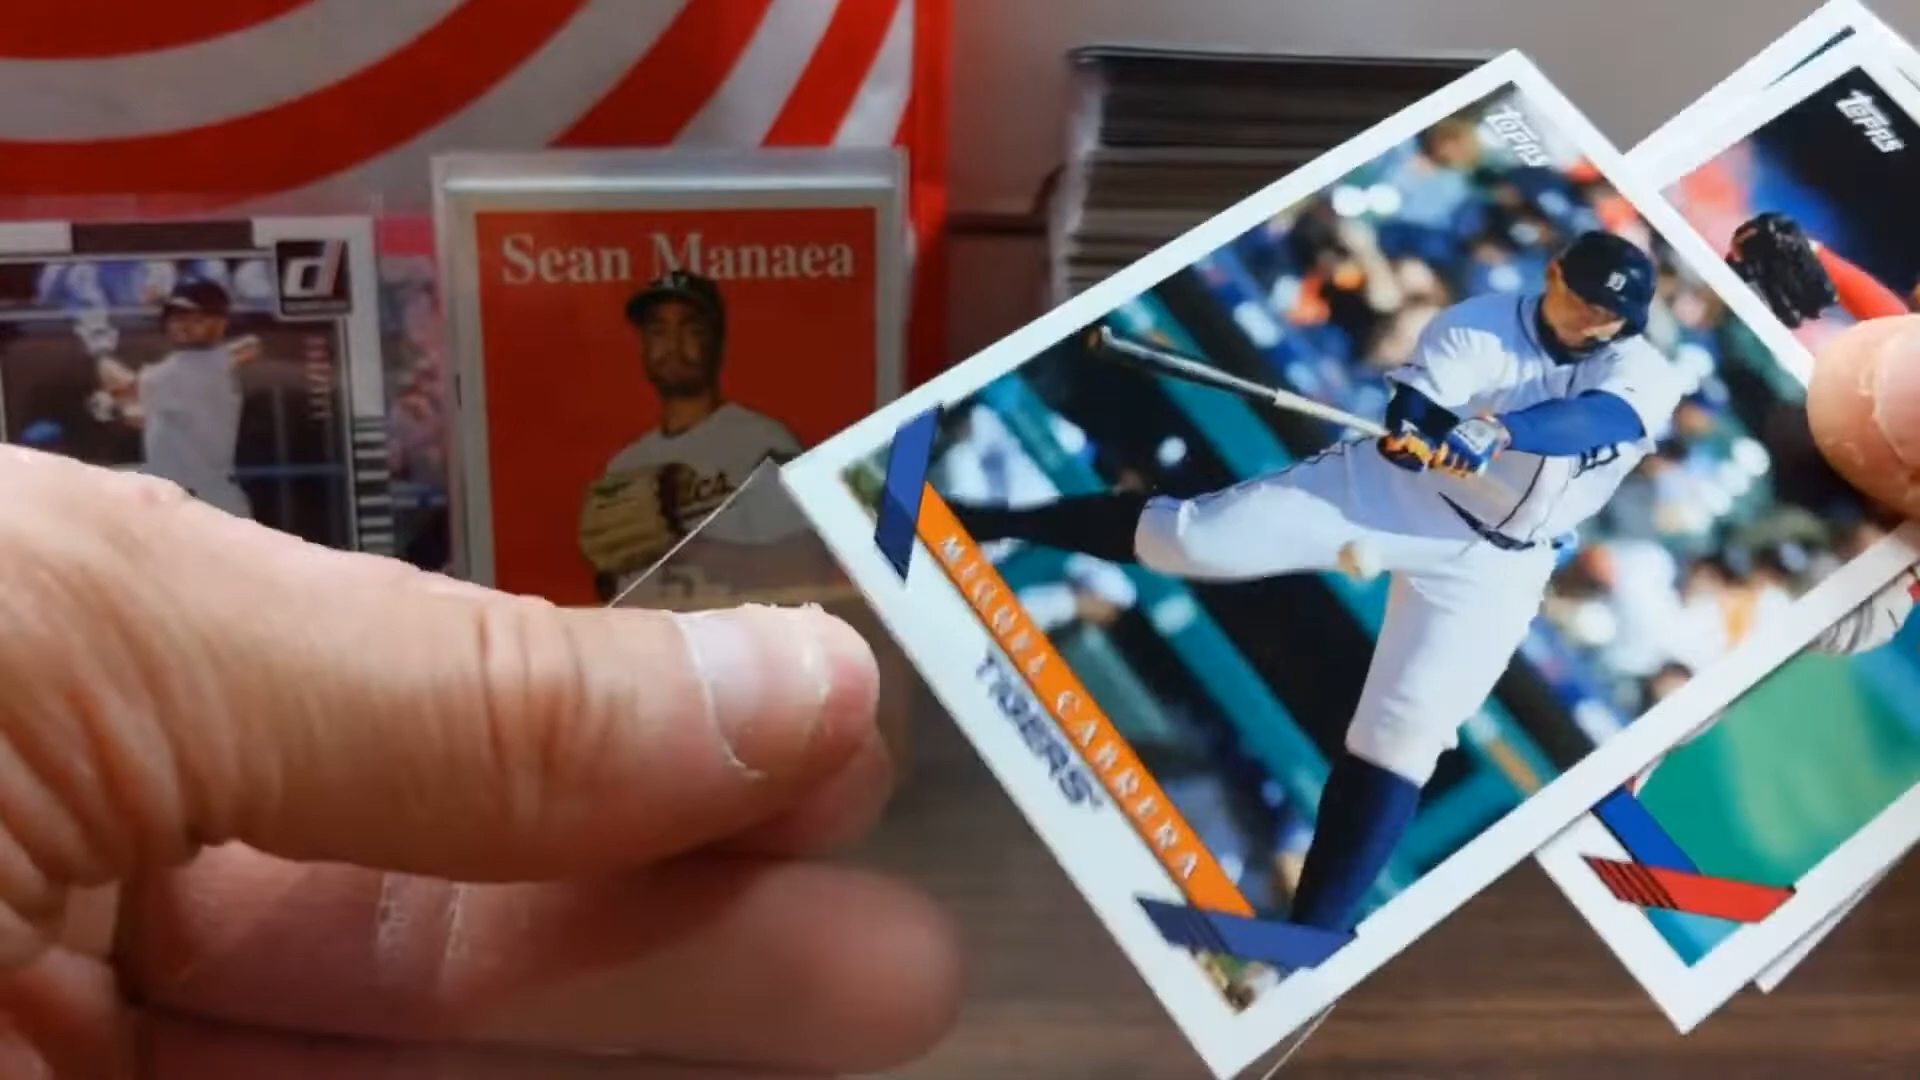 Sean Manaea
TOPPS
TOPPS
d
MIGUEL CABRERA
TIGERS
D